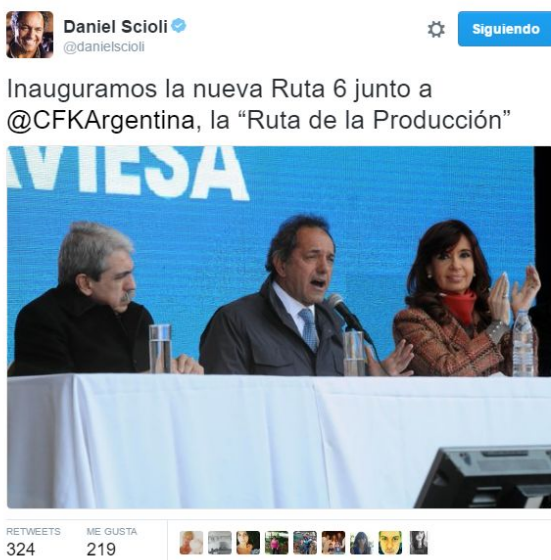 Daniel Scioli
@danielscioli
Siguiendo
Inauguramos la nueva Ruta 6 junto a
@CFKArgentina, la “Ruta de la Producción”
AVIESA
RETWEETS
ME GUSTA
324
219